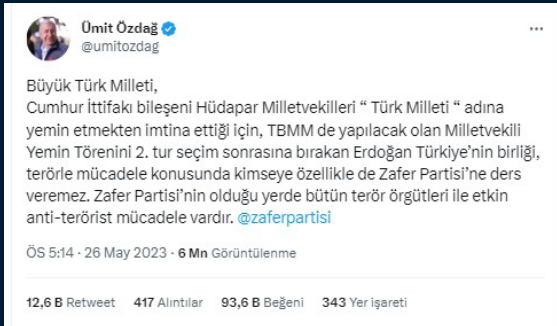 Ümit Özdağ
@umitozdag
Büyük Türk Milleti,
Cumhur İttifakı bileşeni Hüdapar Milletvekilleri “ Türk Milleti “ adına
yemin etmekten imtina ettiği için, TBMM de yapılacak olan Milletvekili
Yemin Törenini 2. tur seçim sonrasına bırakan Erdoğan Türkiye’nin birliği,
terörle mücadele konusunda kimseye özellikle de Zafer Partisi’ne ders
veremez. Zafer Partisi’nin olduğu yerde bütün terör örgütleri ile etkin
anti-terörist mücadele vardır. @zaferpartisi
ÖS 5:14 · 26 May 2023 · 6 Mn Görüntülenme
12,6 B Retweet 417 Alıntılar 93,6 B Beğeni 343 Yer işareti